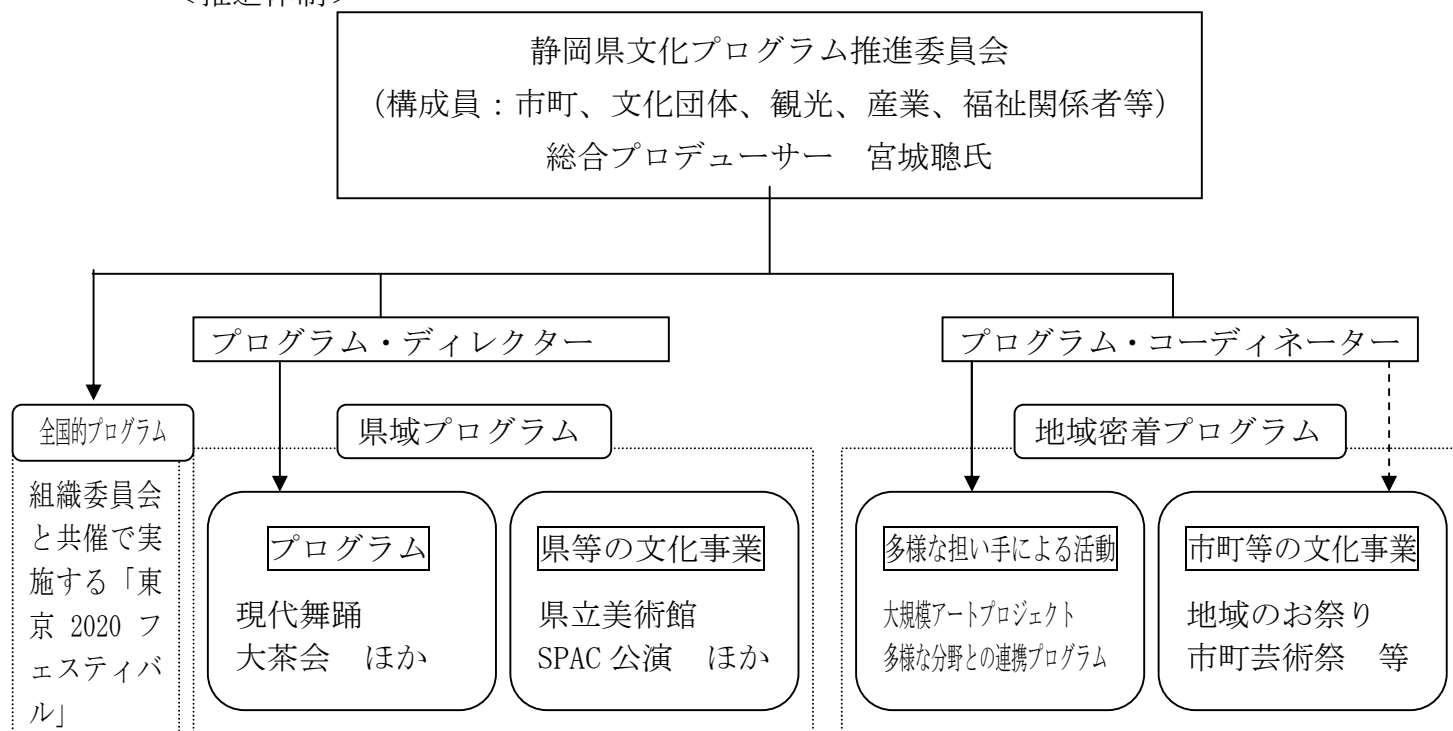 ＜推進体制＞
静岡県文化プログラム推進委員会
（構成員：市町、文化団体、観光、産業、福祉関係者等）
総合プロデューサー　宮城聰氏
プログラム・ディレクター
プログラム・コーディネーター
全国的プログラム
県域プログラム
地域密着プログラム
組織委員会
と共催で実
施する「東
京 2020 フ
ェスティバ
ル」
プログラム
現代舞踊
大茶会　ほか
県等の文化事業
県立美術館
SPAC 公演　ほか
多様な担い手による活動
大規模アートプロジェクト
多様な分野との連携プログラム
市町等の文化事業
地域のお祭り
市町芸術祭　等